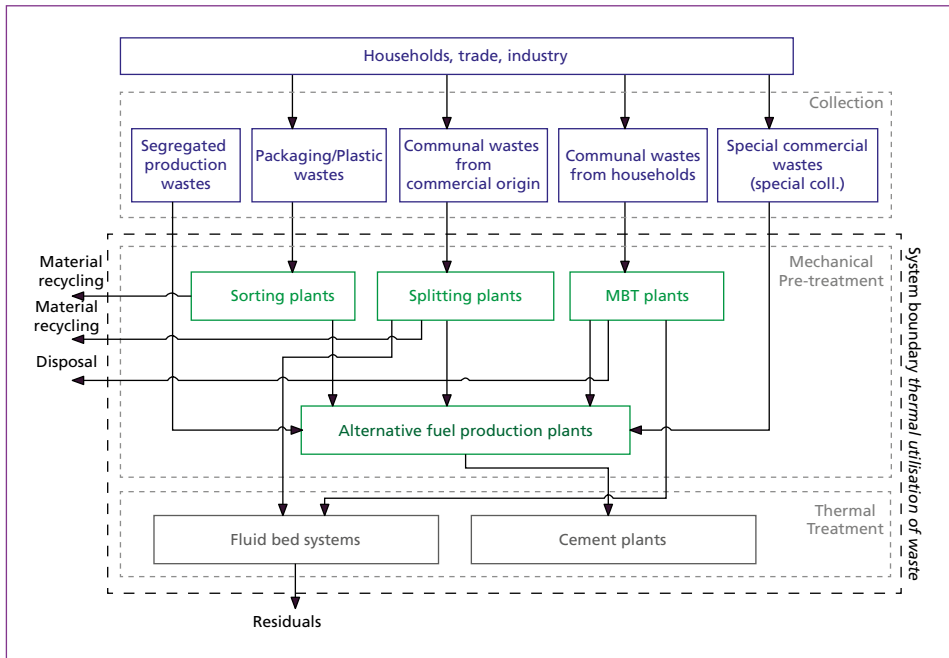 Households, trade, industry
Collection
Segregated
production
wastes
Packaging/Plastic
wastes
Communal wastes
from
commercial origin
Communal wastes
from households
Special commercial
wastes
(special coll.)
Material
recycling
Material
recycling
Disposal
Mechanical
Pre-treatment
Sorting plants
Splitting plants
MBT plants
Alternative fuel production plants
System boundary thermal utilisation of waste
Thermal
Treatment
Fluid bed systems
Cement plants
Residuals